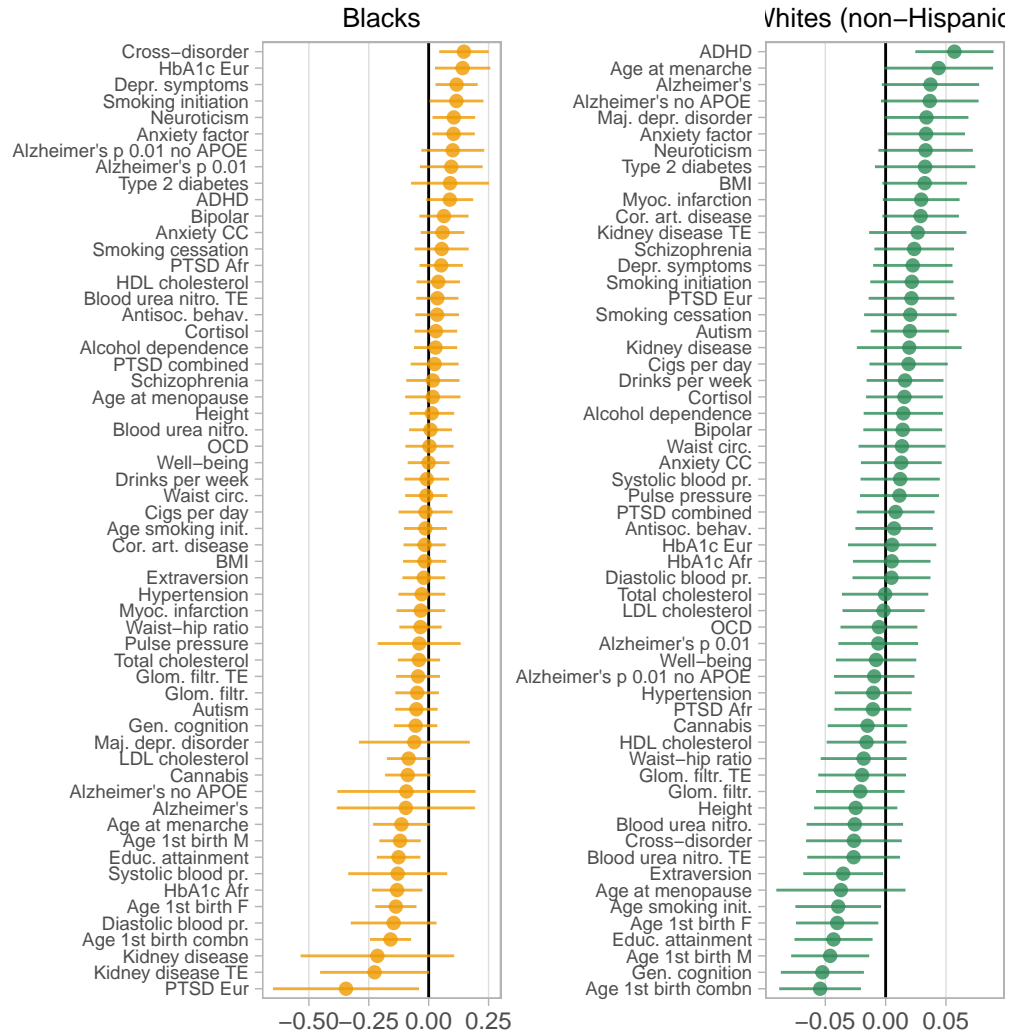 Blacks
Cross−disorder
HbA1c Eur
Depr. symptoms
Smoking initiation
Neuroticism
Anxiety factor
Alzheimer's p 0.01 no APOE
Alzheimer's p 0.01
Type 2 diabetes
ADHD
Bipolar
Anxiety CC
Smoking cessation
PTSD Afr
HDL cholesterol
Blood urea nitro. TE
Antisoc. behav.
Cortisol
Alcohol dependence
PTSD combined
Schizophrenia
Age at menopause
Height
Blood urea nitro.
OCD
Well−being
Drinks per week
Waist circ.
Cigs per day
Age smoking init.
Cor. art. disease
BMI
Extraversion
Hypertension
Myoc. infarction
Waist−hip ratio
Pulse pressure
Total cholesterol
Glom. filtr. TE
Glom. filtr.
Autism
Gen. cognition
Maj. depr. disorder
LDL cholesterol
Cannabis
Alzheimer's no APOE
Alzheimer's
Age at menarche
Age 1st birth M
Educ. attainment
Systolic blood pr.
HbA1c Afr
Age 1st birth F
Diastolic blood pr.
Age 1st birth combn
Kidney disease
Kidney disease TE
PTSD Eur
−0.50 −0.25 0.00 0.25
Whites (non−Hispanic
ADHD
Age at menarche
Alzheimer's
Alzheimer's no APOE
Maj. depr. disorder
Anxiety factor
Neuroticism
Type 2 diabetes
BMI
Myoc. infarction
Cor. art. disease
Kidney disease TE
Schizophrenia
Depr. symptoms
Smoking initiation
PTSD Eur
Smoking cessation
Autism
Kidney disease
Cigs per day
Drinks per week
Cortisol
Alcohol dependence
Bipolar
Waist circ.
Anxiety CC
Systolic blood pr.
Pulse pressure
PTSD combined
Antisoc. behav.
HbA1c Eur
HbA1c Afr
Diastolic blood pr.
Total cholesterol
LDL cholesterol
OCD
Alzheimer's p 0.01
Well−being
Alzheimer's p 0.01 no APOE
Hypertension
PTSD Afr
Cannabis
HDL cholesterol
Waist−hip ratio
Glom. filtr. TE
Glom. filtr.
Height
Blood urea nitro.
Cross−disorder
Blood urea nitro. TE
Extraversion
Age at menopause
Age smoking init.
Age 1st birth F
Educ. attainment
Age 1st birth M
Gen. cognition
Age 1st birth combn
−0.05 0.00 0.05